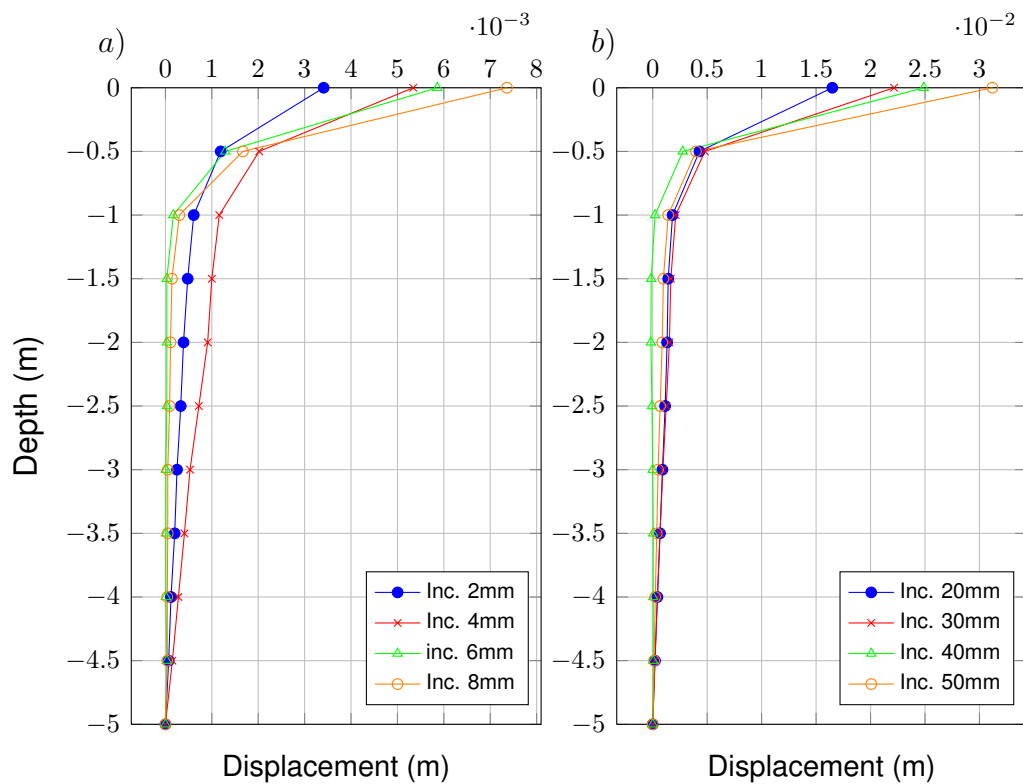 a)
·10⁻³
0 1 2 3 4 5 6 7 8
0
−0.5
−1
−1.5
−2
−2.5
−3
−3.5
−4
−4.5
−5
Depth (m)
Inc. 2mm
Inc. 4mm
inc. 6mm
Inc. 8mm
Displacement (m)
b)
·10⁻²
0 0.5 1 1.5 2 2.5 3
0
−0.5
−1
−1.5
−2
−2.5
−3
−3.5
−4
−4.5
−5
Inc. 20mm
Inc. 30mm
Inc. 40mm
Inc. 50mm
Displacement (m)